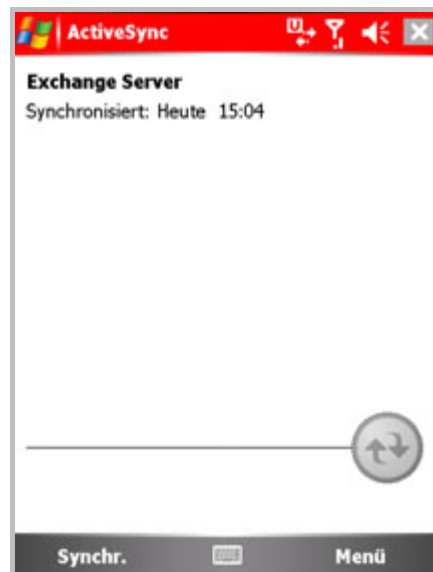 ActiveSync
Exchange Server
Synchronisiert: Heute 15:04
Synchr.
Menü